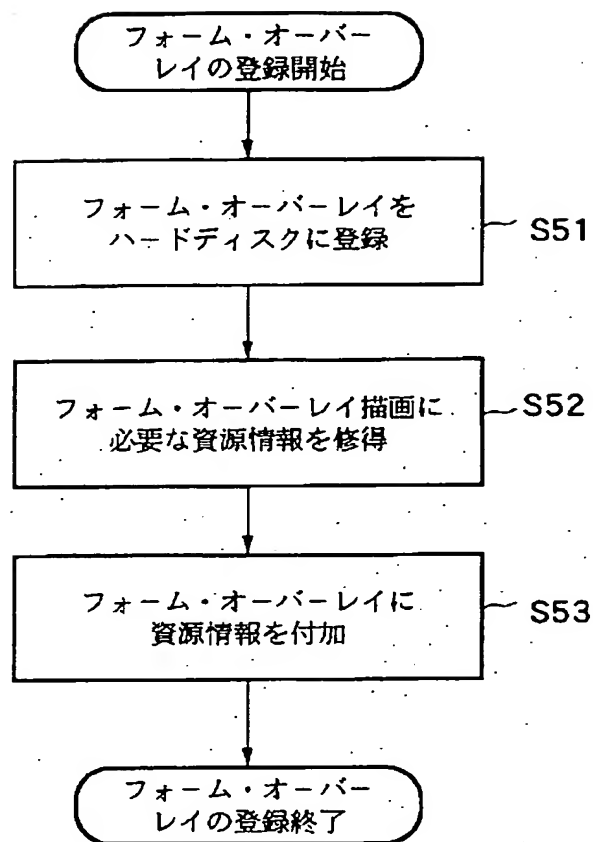 フォーム・オーバー
レイの登録開始
フォーム・オーバーレイを
ハードディスクに登録
S51
フォーム・オーバーレイ描画に
必要な資源情報を修得
S52
フォーム・オーバーレイに
資源情報を付加
S53
フォーム・オーバー
レイの登録終了